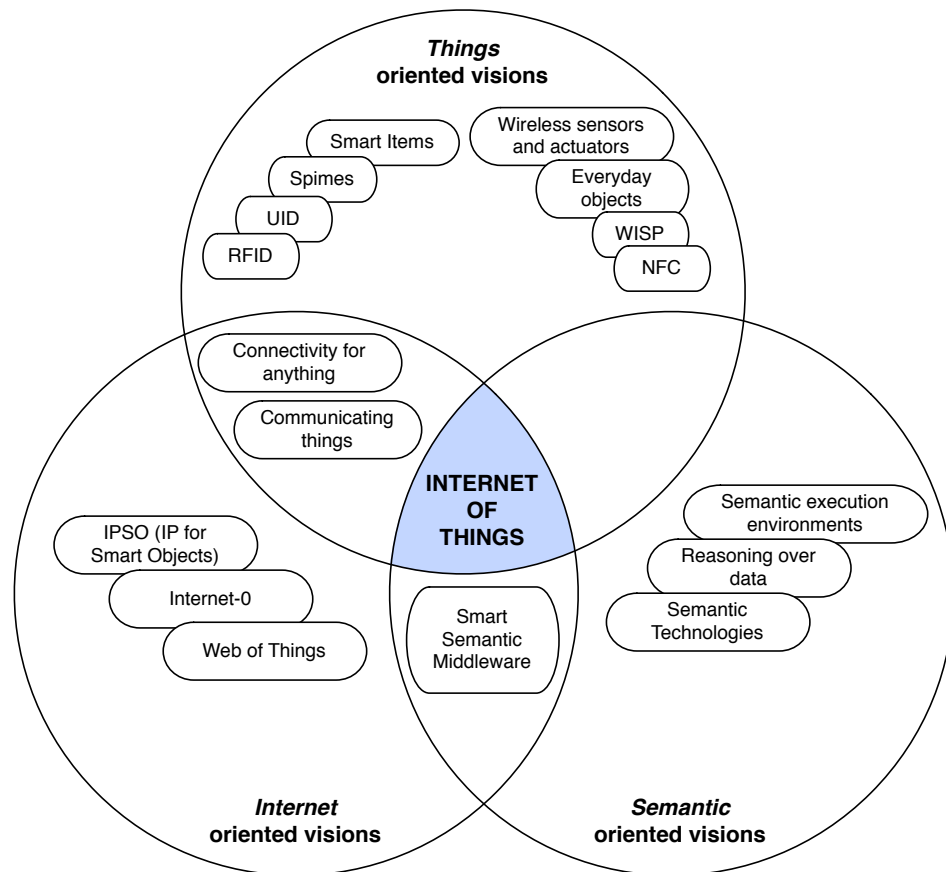 Things
oriented visions
Smart Items
Spimes
UID
RFID
Wireless sensors
and actuators
Everyday
objects
WISP
NFC
Connectivity for
anything
Communicating
things
INTERNET
OF
THINGS
IPSO (IP for
Smart Objects)
Internet-0
Web of Things
Smart
Semantic
Middleware
Semantic execution
environments
Reasoning over
data
Semantic
Technologies
Internet
oriented visions
Semantic
oriented visions